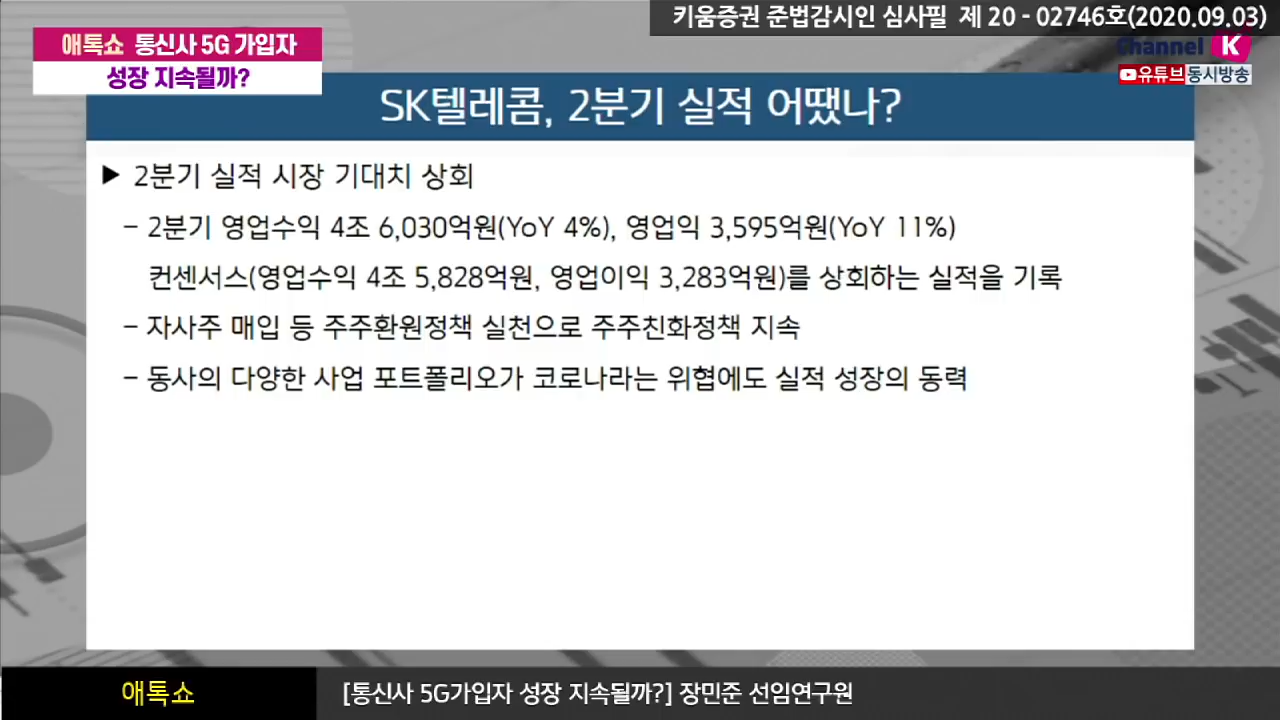 키움증권 준법감시인 심사필 제 20 - 02746호(2020.09.03)
애톡쇼 통신사 5G 가입자
성장 지속될까?
Channel K
유튜브동시방송
SK텔레콤, 2분기 실적 어땠나?
▶ 2분기 실적 시장 기대치 상회
- 2분기 영업수익 4조 6,030억원(YoY 4%), 영업익 3,595억원(YoY 11%)
컨센서스(영업수익 4조 5,828억원, 영업이익 3,283억원)를 상회하는 실적을 기록
- 자사주 매입 등 주주환원정책 실천으로 주주친화정책 지속
- 동사의 다양한 사업 포트폴리오가 코로나라는 위협에도 실적 성장의 동력
애톡쇼
[통신사 5G가입자 성장 지속될까?] 장민준 선임연구원